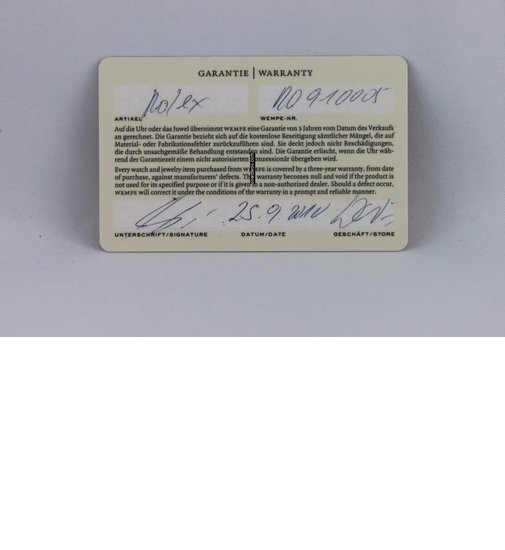 GARANTIE | WARRANTY
Rolex RO910005
ARTIKEL WEMPE-NR.
Auf die Uhr oder das Juwel übernimmt WEMPE eine Garantie von 3 Jahren vom Datum des Verkaufs
an gerechnet. Die Garantie bezieht sich auf die kostenlose Beseitigung sämtlicher Mängel, die auf
Material- oder Fabrikationsfehler zurückzuführen sind. Sie deckt jedoch nicht Beschädigungen,
die durch unsachgemäße Behandlung entstanden sind. Die Garantie erlischt, wenn die Uhr wäh-
rend der Garantiezeit einem nicht autorisierten Konzessionär übergeben wird.
Every watch and jewelry item purchased from WEMPE is covered by a three-year warranty, from date
of purchase, against manufacturers' defects. The warranty becomes null and void if the product is
not used for its specified purpose or if it is given to a non-authorized dealer. Should a defect occur,
WEMPE will correct it under the conditions of the warranty in a prompt and reliable manner.
25.9.2010
UNTERSCHRIFT/SIGNATURE DATUM/DATE GESCHÄFT/STORE